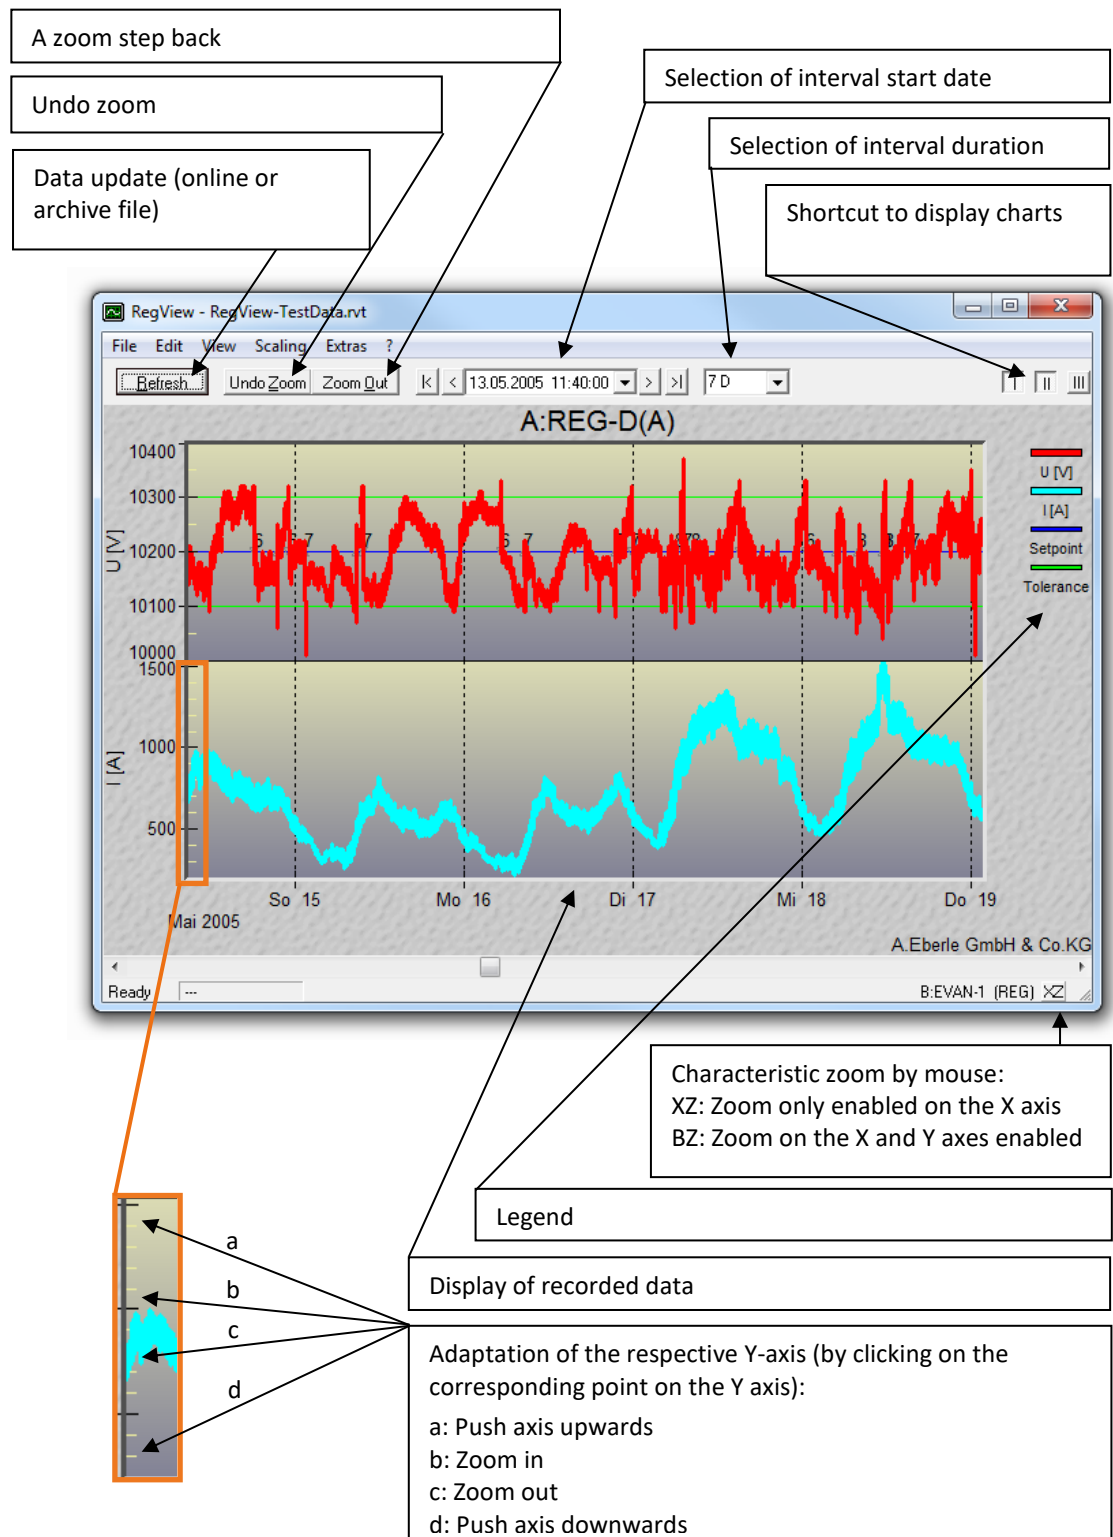 A zoom step back
Selection of interval start date
Undo zoom
Selection of interval duration
Data update (online or
archive file)
Shortcut to display charts
RegView - RegView-TestData.rvt
File Edit View Scaling Extras ?
Refresh Undo Zoom Zoom Out |< < 13.05.2005 11:40:00 > >| 7 D I II III
A:REG-D(A)
10400
10300
10200
10100
10000
U [V]
U [V]
I [A]
Setpoint
Tolerance
1500
1000
500
I [A]
So 15 Mo 16 Di 17 Mi 18 Do 19
Mai 2005
A.Eberle GmbH & Co.KG
Ready --- B:EVAN-1 (REG) XZ
Characteristic zoom by mouse:
XZ: Zoom only enabled on the X axis
BZ: Zoom on the X and Y axes enabled
Legend
a
b
c
d
Display of recorded data
Adaptation of the respective Y-axis (by clicking on the
corresponding point on the Y axis):
a: Push axis upwards
b: Zoom in
c: Zoom out
d: Push axis downwards